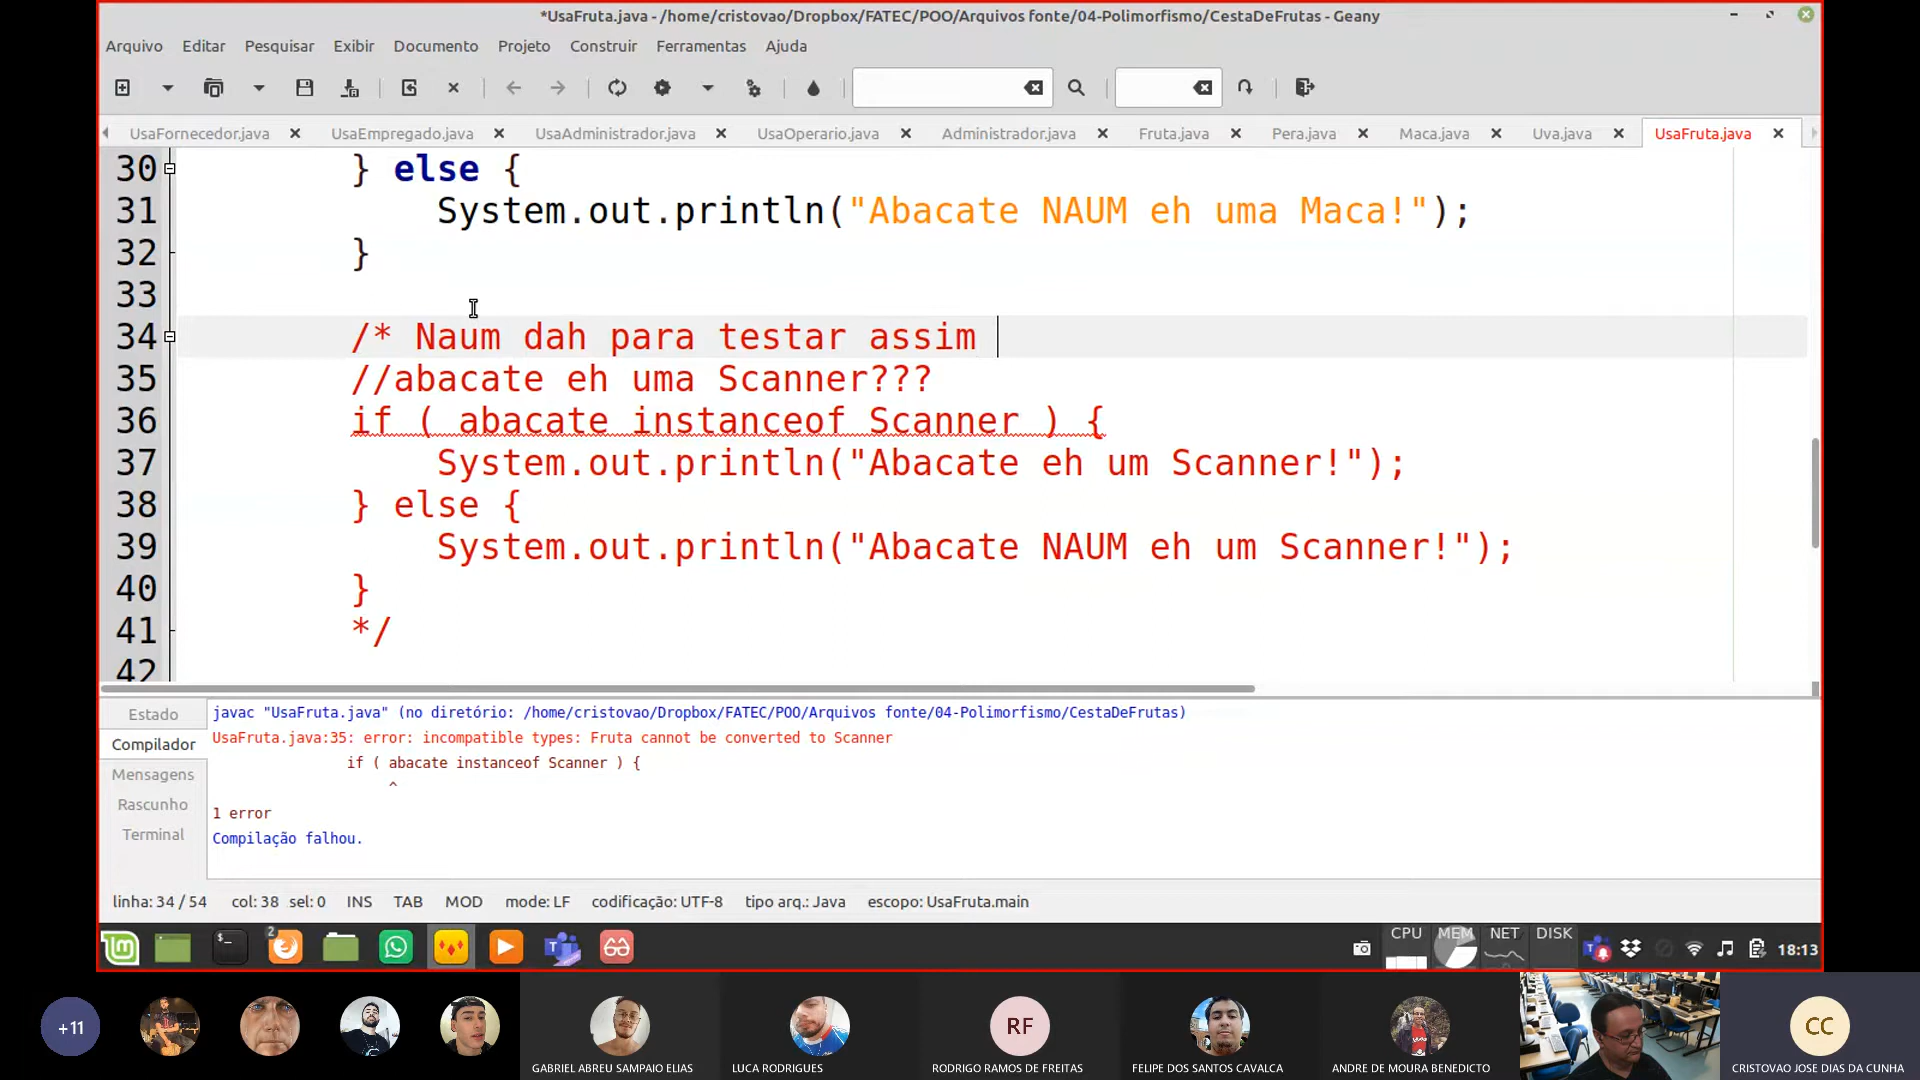 *UsaFruta.java - /home/cristovao/Dropbox/FATEC/POO/Arquivos fonte/04-Polimorfismo/CestaDeFrutas - Geany
Arquivo Editar Pesquisar Exibir Documento Projeto Construir Ferramentas Ajuda
UsaFornecedor.java UsaEmpregado.java UsaAdministrador.java UsaOperario.java Administrador.java Fruta.java Pera.java Maca.java Uva.java UsaFruta.java
30 } else {
31 System.out.println("Abacate NAUM eh uma Maca!");
32 }
33
34 /* Naum dah para testar assim
35 //abacate eh uma Scanner???
36 if ( abacate instanceof Scanner ) {
37 System.out.println("Abacate eh um Scanner!");
38 } else {
39 System.out.println("Abacate NAUM eh um Scanner!");
40 }
41 */
42
Estado
Compilador
Mensagens
Rascunho
Terminal
javac "UsaFruta.java" (no diretório: /home/cristovao/Dropbox/FATEC/POO/Arquivos fonte/04-Polimorfismo/CestaDeFrutas)
UsaFruta.java:35: error: incompatible types: Fruta cannot be converted to Scanner
if ( abacate instanceof Scanner ) {
^
1 error
Compilação falhou.
linha: 34 / 54 col: 38 sel: 0 INS TAB MOD mode: LF codificação: UTF-8 tipo arq.: Java escopo: UsaFruta.main
2
CPU MEM NET DISK
18:13
+11
RF
CC
GABRIEL ABREU SAMPAIO ELIAS LUCA RODRIGUES RODRIGO RAMOS DE FREITAS FELIPE DOS SANTOS CAVALCA ANDRE DE MOURA BENEDICTO CRISTOVAO JOSE DIAS DA CUNHA